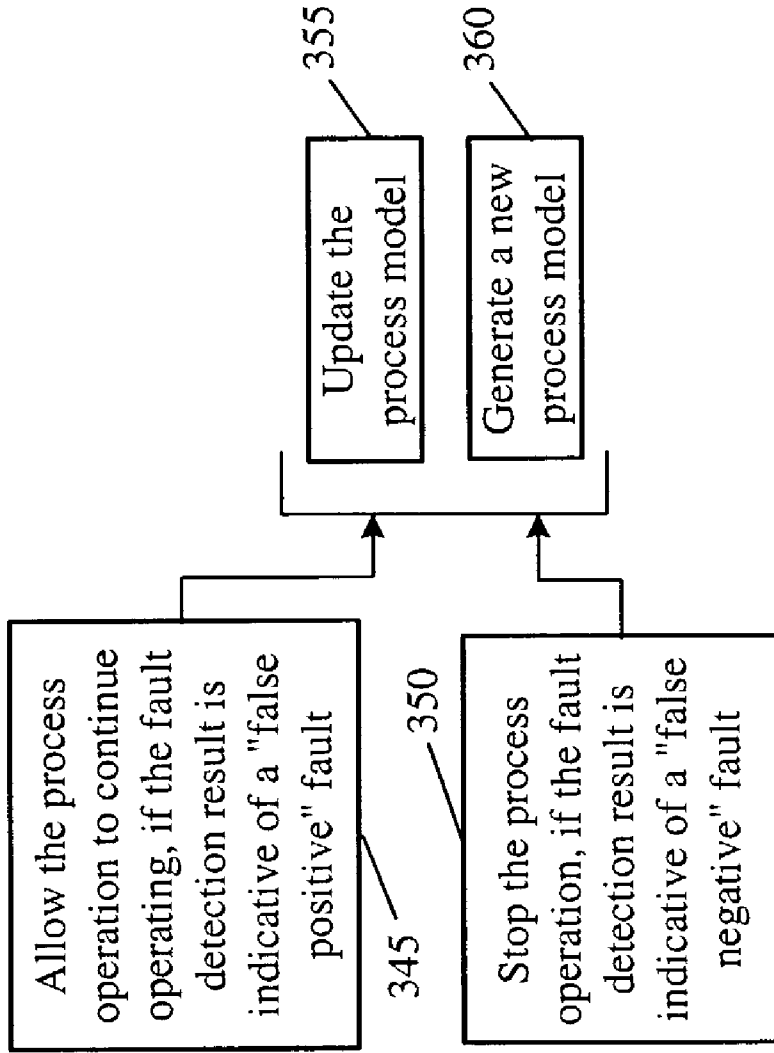 Allow the process
operation to continue
operating, if the fault
detection result is
indicative of a "false
positive" fault
345
Stop the process
operation, if the fault
detection result is
indicative of a "false
negative" fault
350
Update the
process model
355
Generate a new
process model
360